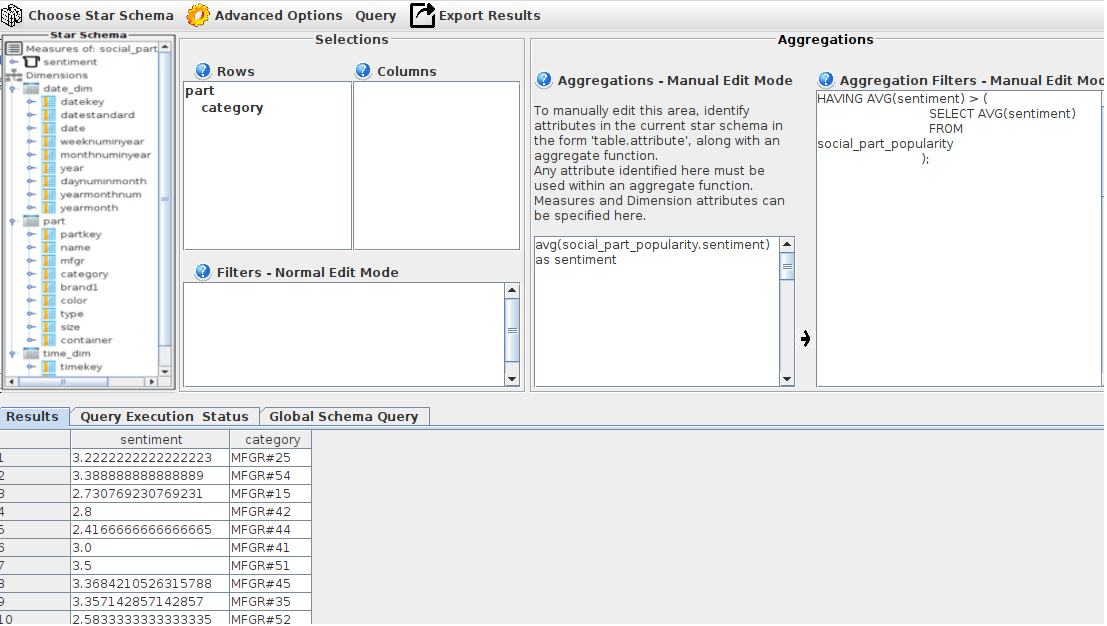 Choose Star Schema Advanced Options Query Export Results
Star Schema
Measures of: social_part
sentiment
Dimensions
date_dim
datekey
datestandard
date
weeknuminyear
monthnuminyear
year
daynuminmonth
yearmonthnum
yearmonth
part
partkey
name
mfgr
category
brand1
color
type
size
container
time_dim
timekey
Selections
Rows
part
category
Columns
Filters - Normal Edit Mode
Aggregations
Aggregations - Manual Edit Mode
To manually edit this area, identify
attributes in the current star schema in
the form 'table.attribute', along with an
aggregate function.
Any attribute identified here must be
used within an aggregate function.
Measures and Dimension attributes can
be specified here.
avg(social_part_popularity.sentiment)
as sentiment
Aggregation Filters - Manual Edit Mo
HAVING AVG(sentiment) > (
SELECT AVG(sentiment)
FROM
social_part_popularity
);
Results Query Execution Status Global Schema Query
sentiment category
1 3.2222222222222223 MFGR#25
2 3.388888888888889 MFGR#54
3 2.730769230769231 MFGR#15
4 2.8 MFGR#42
5 2.4166666666666665 MFGR#44
6 3.0 MFGR#41
7 3.5 MFGR#51
8 3.3684210526315788 MFGR#45
9 3.357142857142857 MFGR#35
10 2.5833333333333335 MFGR#52